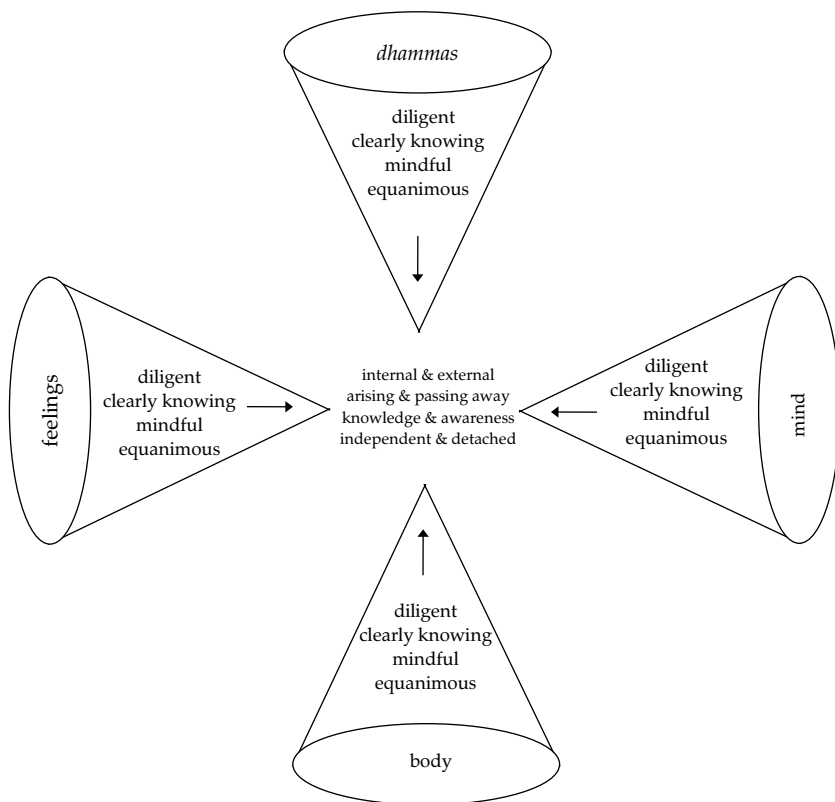 dhammas
diligent
clearly knowing
mindful
equanimous
feelings
diligent
clearly knowing
mindful
equanimous
internal & external
arising & passing away
knowledge & awareness
independent & detached
diligent
clearly knowing
mindful
equanimous
mind
diligent
clearly knowing
mindful
equanimous
body